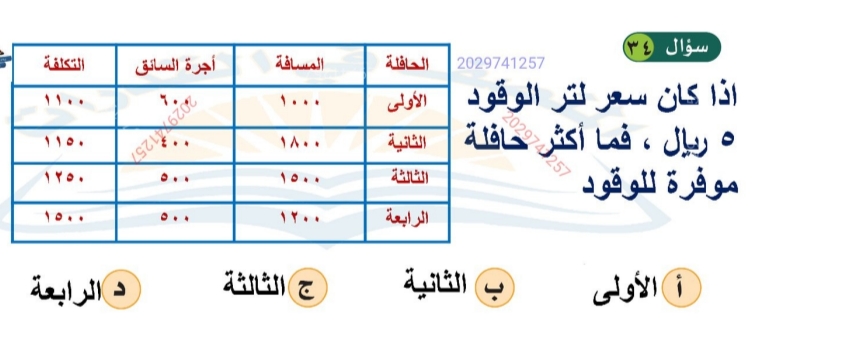 سؤال ٣٤
2029741257
اذا كان سعر لتر الوقود
٥ ريال ، فما أكثر حافلة
موفرة للوقود
الحافلة المسافة أجرة السائق التكلفة
الأولى ١٠٠٠ ٦٠٠ ١١٠٠
الثانية ١٨٠٠ ٤٠٠ ١١٥٠
الثالثة ١٥٠٠ ٥٠٠ ١٢٥٠
الرابعة ١٢٠٠ ٥٠٠ ١٥٠٠
2029741257
2029741257
أ الأولى ب الثانية ج الثالثة د الرابعة